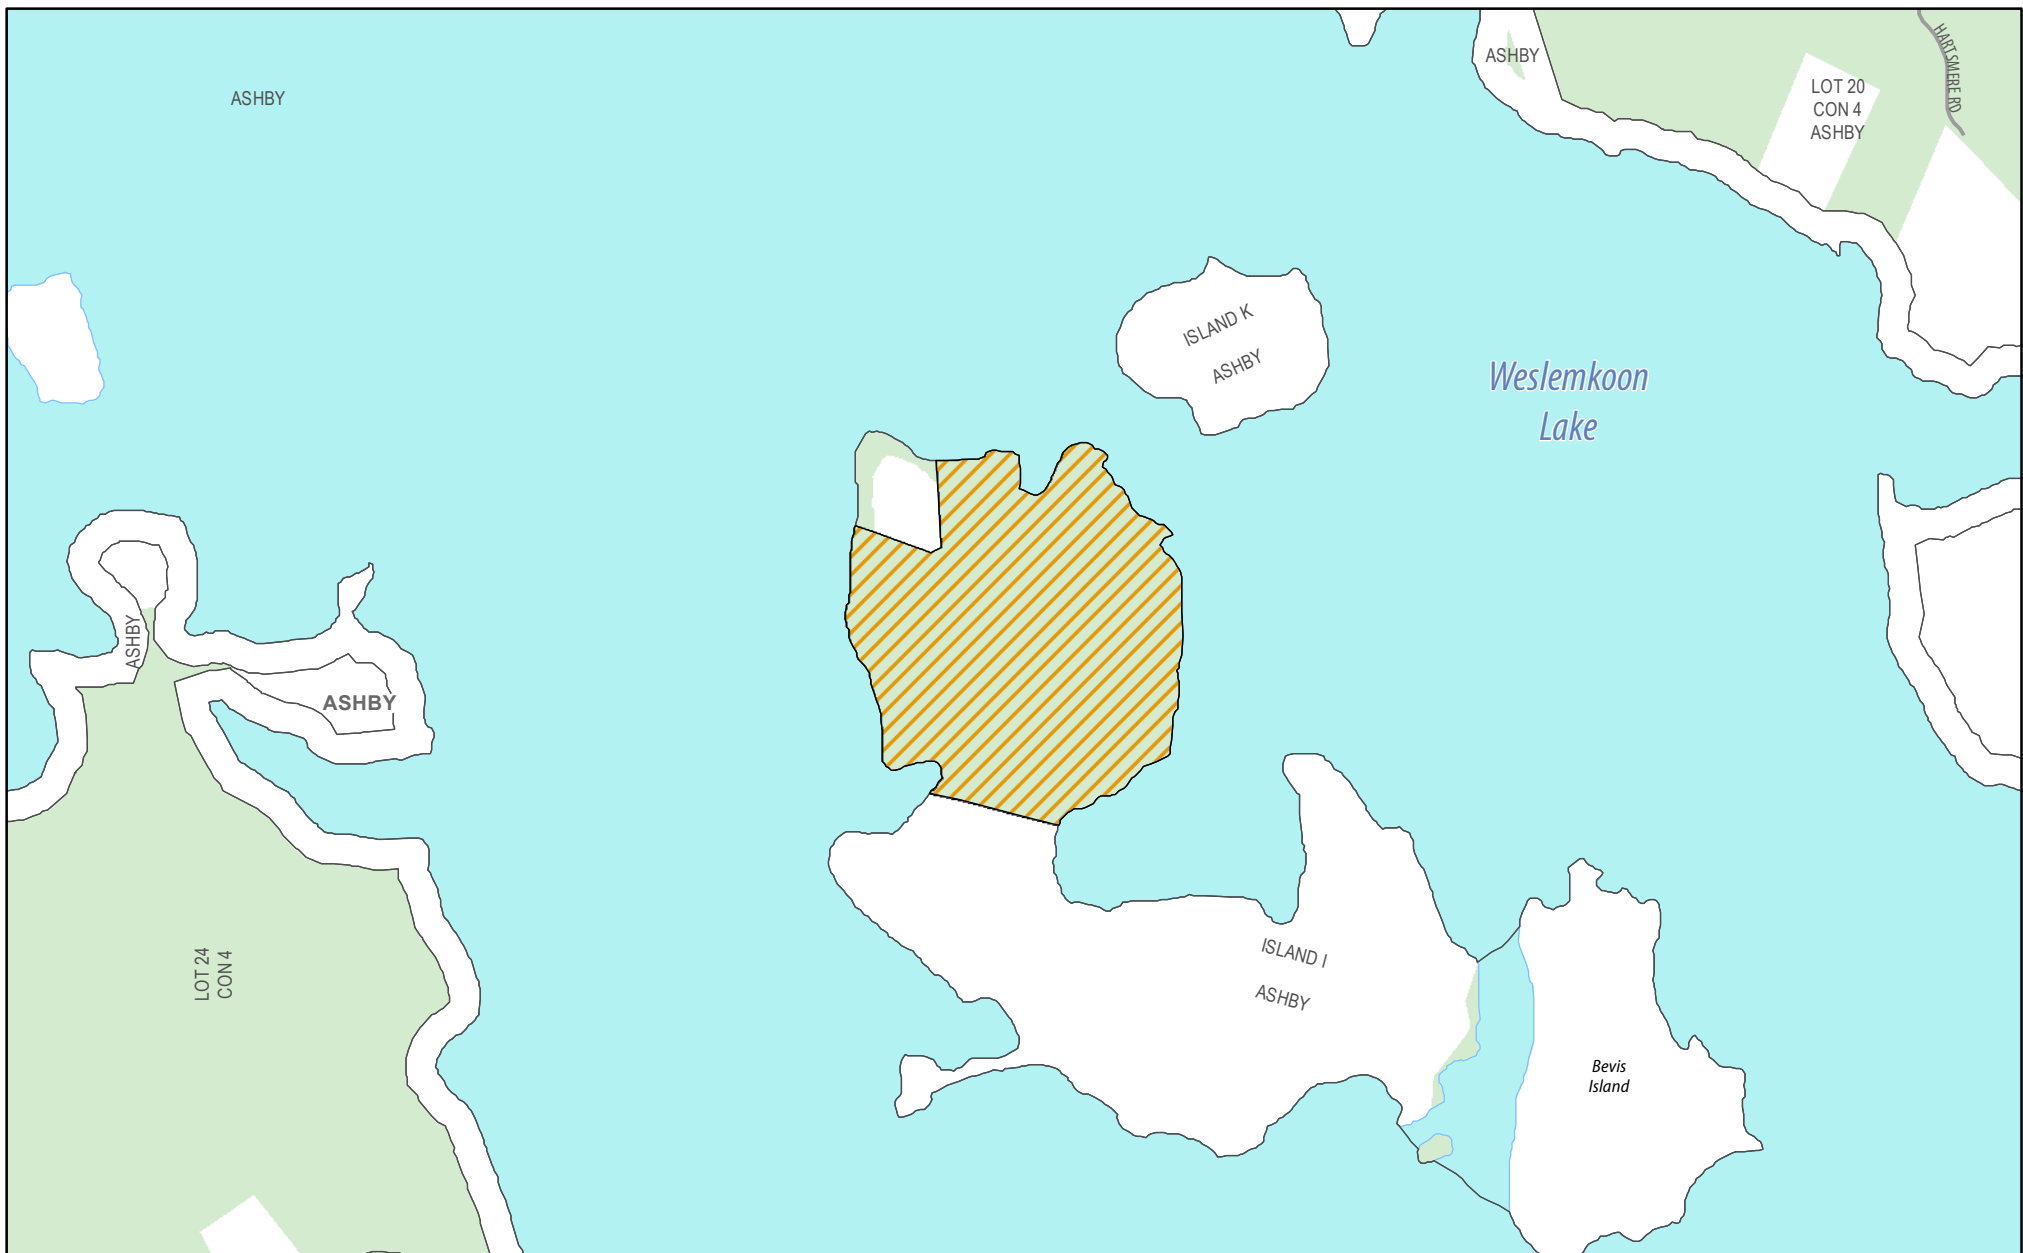 ASHBY
ASHBY
HARTSMERE RD
LOT 20
CON 4
ASHBY
ISLAND K
ASHBY
Weslemkoon
Lake
ASHBY
ASHBY
LOT 24
CON 4
ISLAND I
ASHBY
Bevis
Island